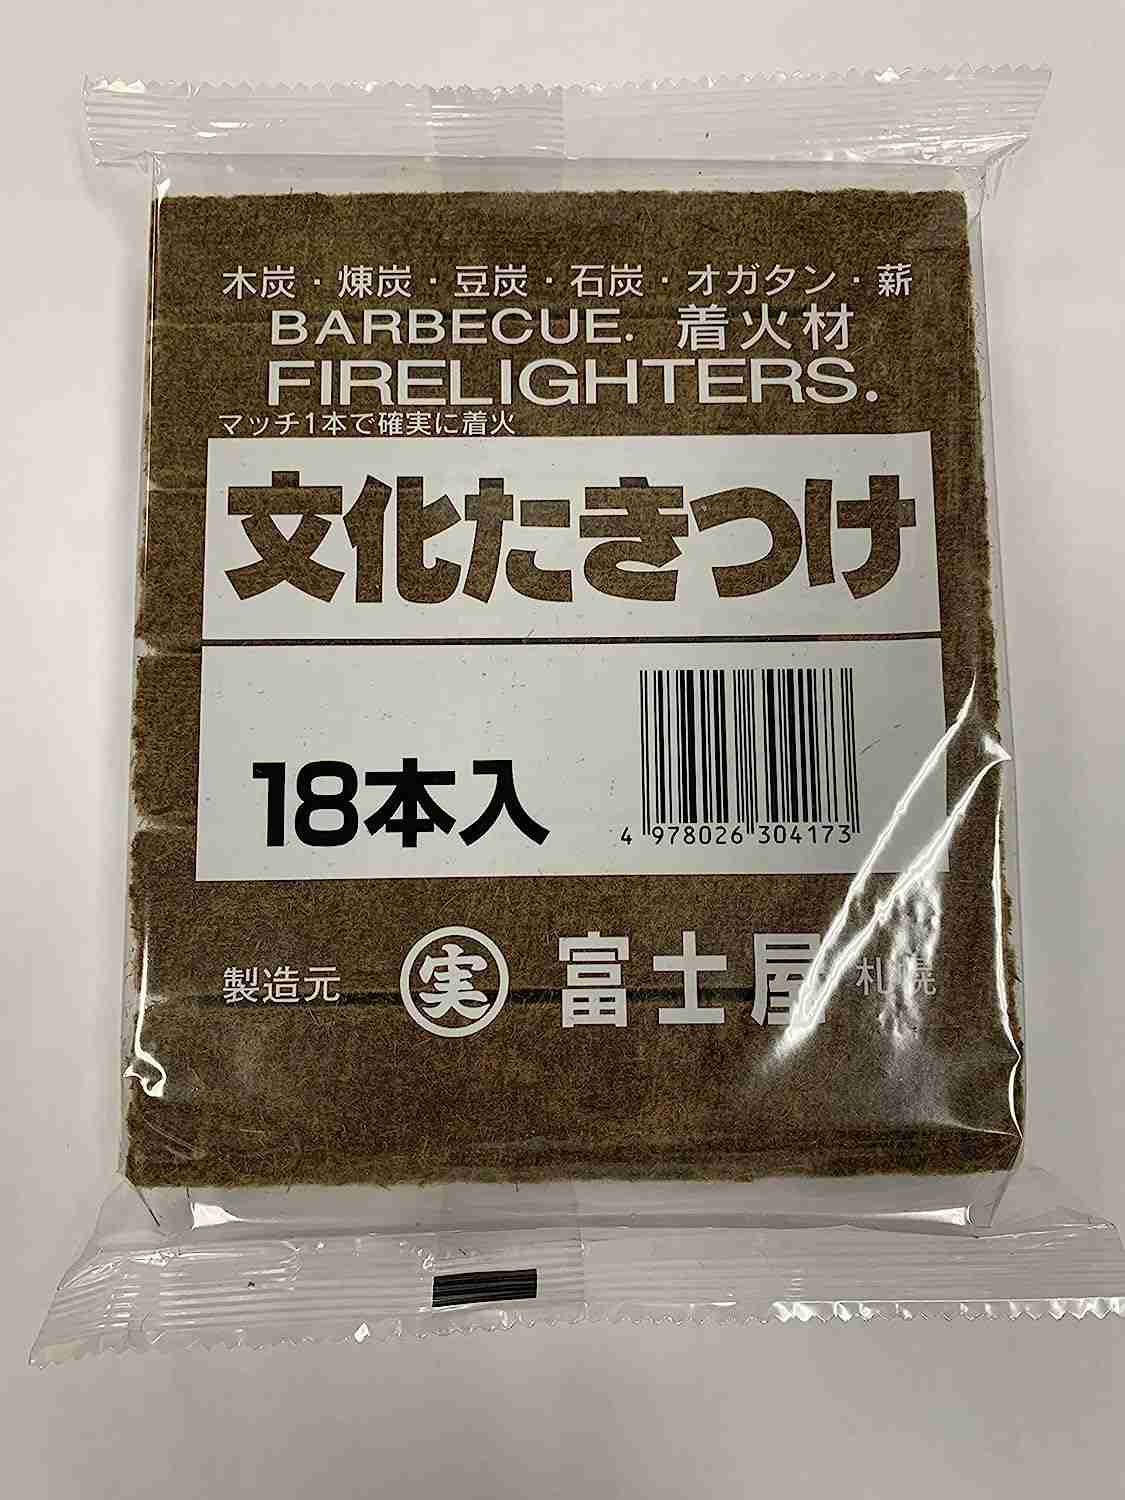 木炭・煉炭・豆炭・石炭・オガタン・薪
BARBECUE. 着火材
FIRELIGHTERS.
マッチ1本で確実に着火
文化たきつけ
18本入
4 978026 304173
製造元 実 富士屋 札幌